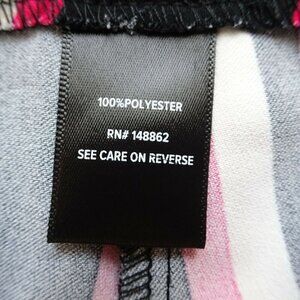 100%POLYESTER
RN# 148862
SEE CARE ON REVERSE